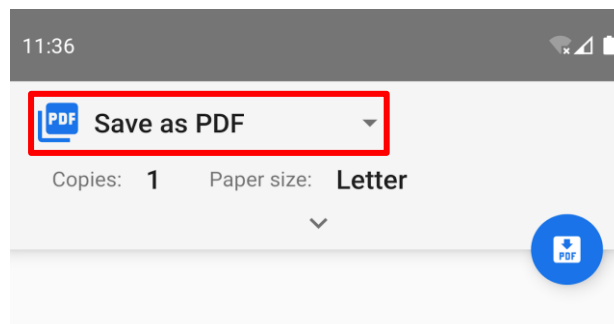 11:36
PDF Save as PDF
Copies: 1 Paper size: Letter
PDF